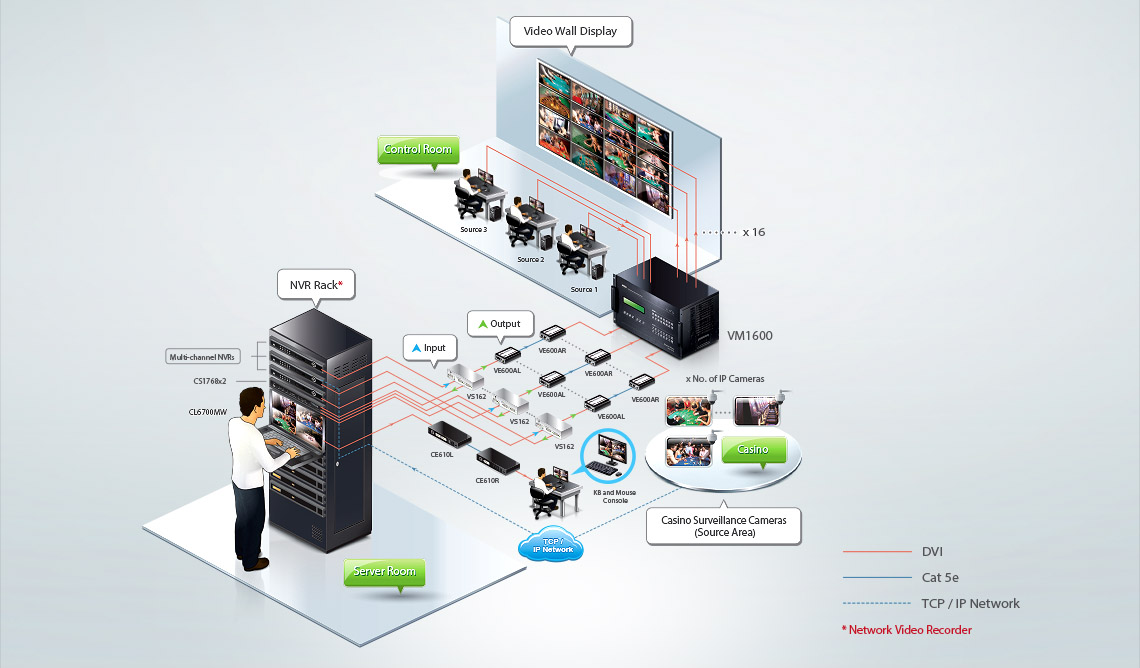 Video Wall Display
Control Room
Source 3
Source 2
Source 1
x 16
VM1600
NVR Rack*
Multi-channel NVRs
CS1768x2
CL6700MW
Output
Input
VE600AR
VE600AL
VE600AR
VE600AL
VE600AR
VE600AL
VS162
VS162
VS162
CE610L
CE610R
x No. of IP Cameras
Casino
KB and Mouse
Console
Casino Surveillance Cameras
(Source Area)
TCP /
IP Network
Server Room
DVI
Cat 5e
TCP / IP Network
* Network Video Recorder